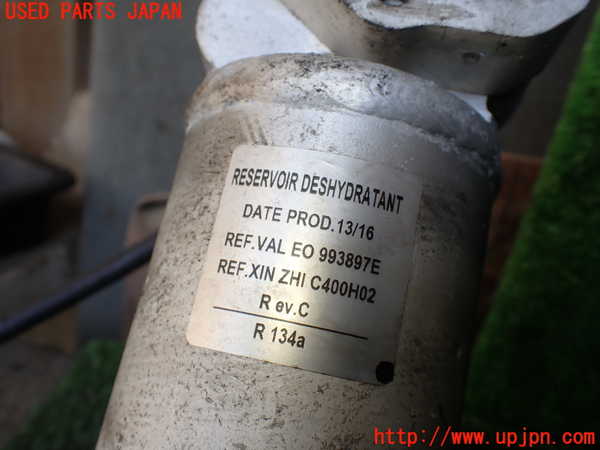 USED PARTS JAPAN
RESERVOIR DESHYDRATANT
DATE PROD.13/16
REF.VAL EO 993897E
REF.XIN ZHI C400H02
R ev.C
R 134a
http://www.upjpn.com/